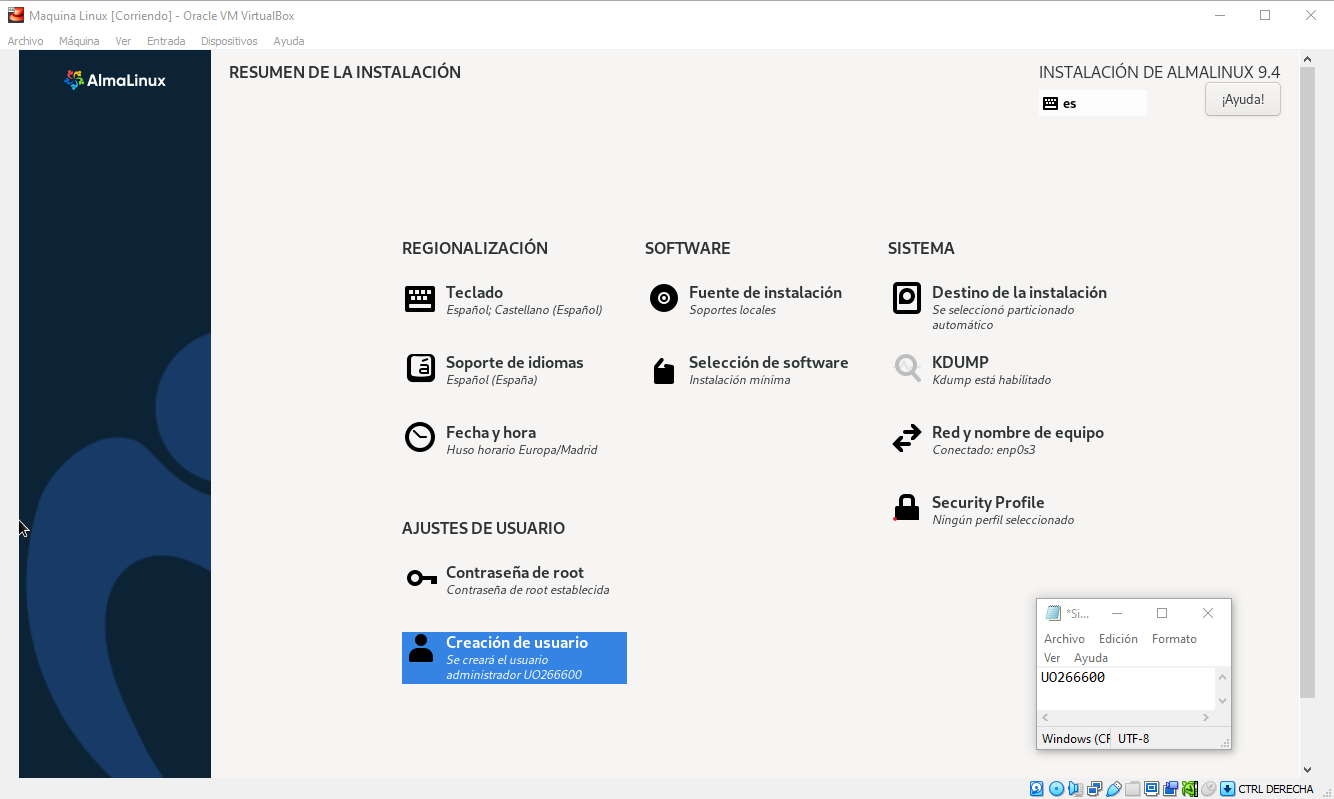 Maquina Linux [Corriendo] - Oracle VM VirtualBox
Archivo Máquina Ver Entrada Dispositivos Ayuda
AlmaLinux
RESUMEN DE LA INSTALACIÓN
INSTALACIÓN DE ALMALINUX 9.4
es
¡Ayuda!
REGIONALIZACIÓN
Teclado
Español; Castellano (Español)
Soporte de idiomas
Español (España)
Fecha y hora
Huso horario Europa/Madrid
SOFTWARE
Fuente de instalación
Soportes locales
Selección de software
Instalación mínima
SISTEMA
Destino de la instalación
Se seleccionó particionado
automático
KDUMP
Kdump está habilitado
Red y nombre de equipo
Conectado: enp0s3
Security Profile
Ningún perfil seleccionado
AJUSTES DE USUARIO
Contraseña de root
Contraseña de root establecida
Creación de usuario
Se creará el usuario
administrador UO266600
*Si...
Archivo Edición Formato
Ver Ayuda
UO266600
Windows (CF UTF-8
CTRL DERECHA